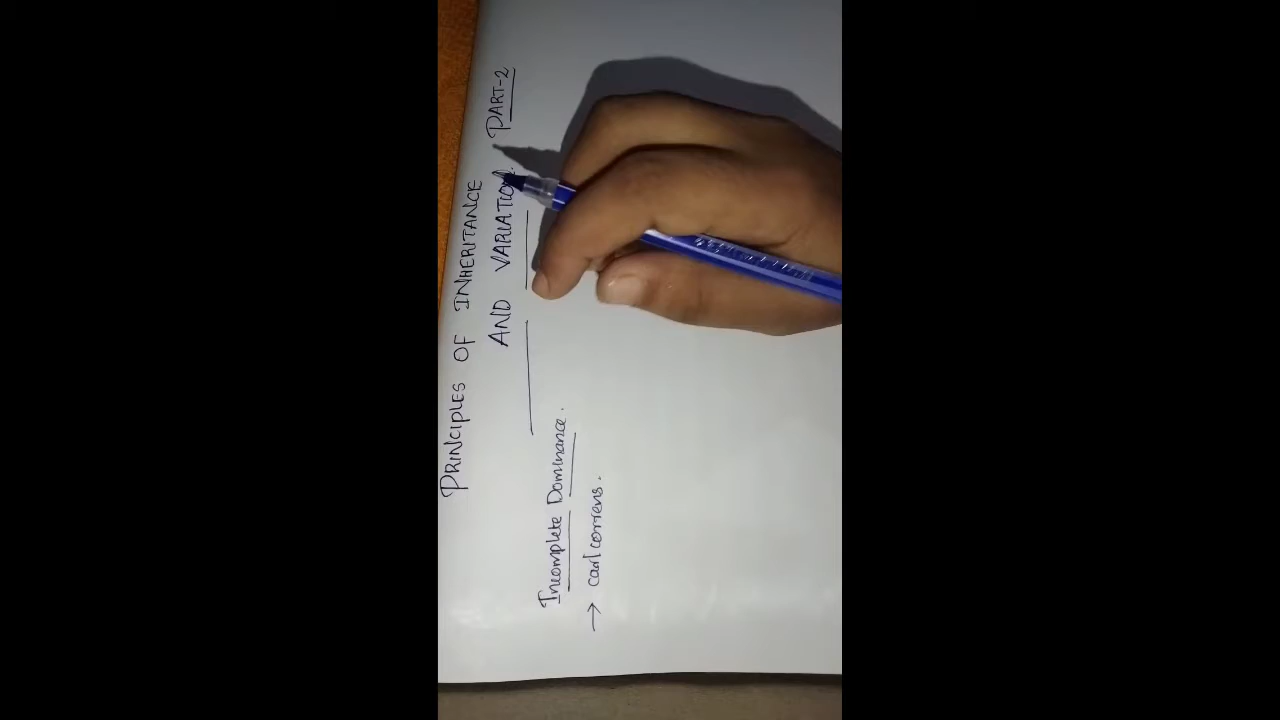 PRINCIPLES OF INHERITANCE
AND VARIATION PART-2
Incomplete Dominance.
→ carl correns.